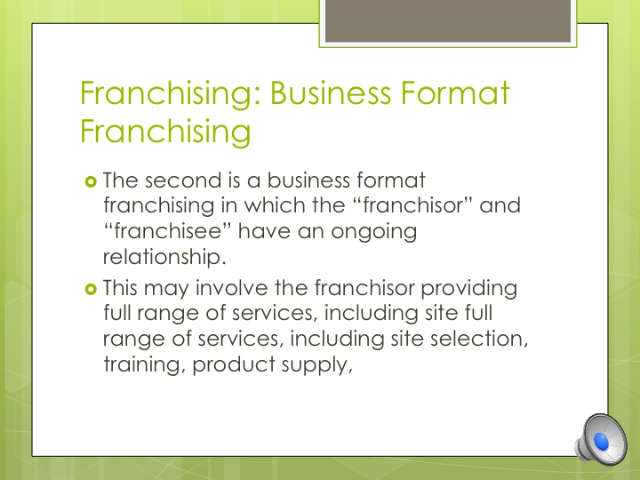 Franchising: Business Format
Franchising
The second is a business format
franchising in which the “franchisor” and
“franchisee” have an ongoing
relationship.
This may involve the franchisor providing
full range of services, including site full
range of services, including site selection,
training, product supply,